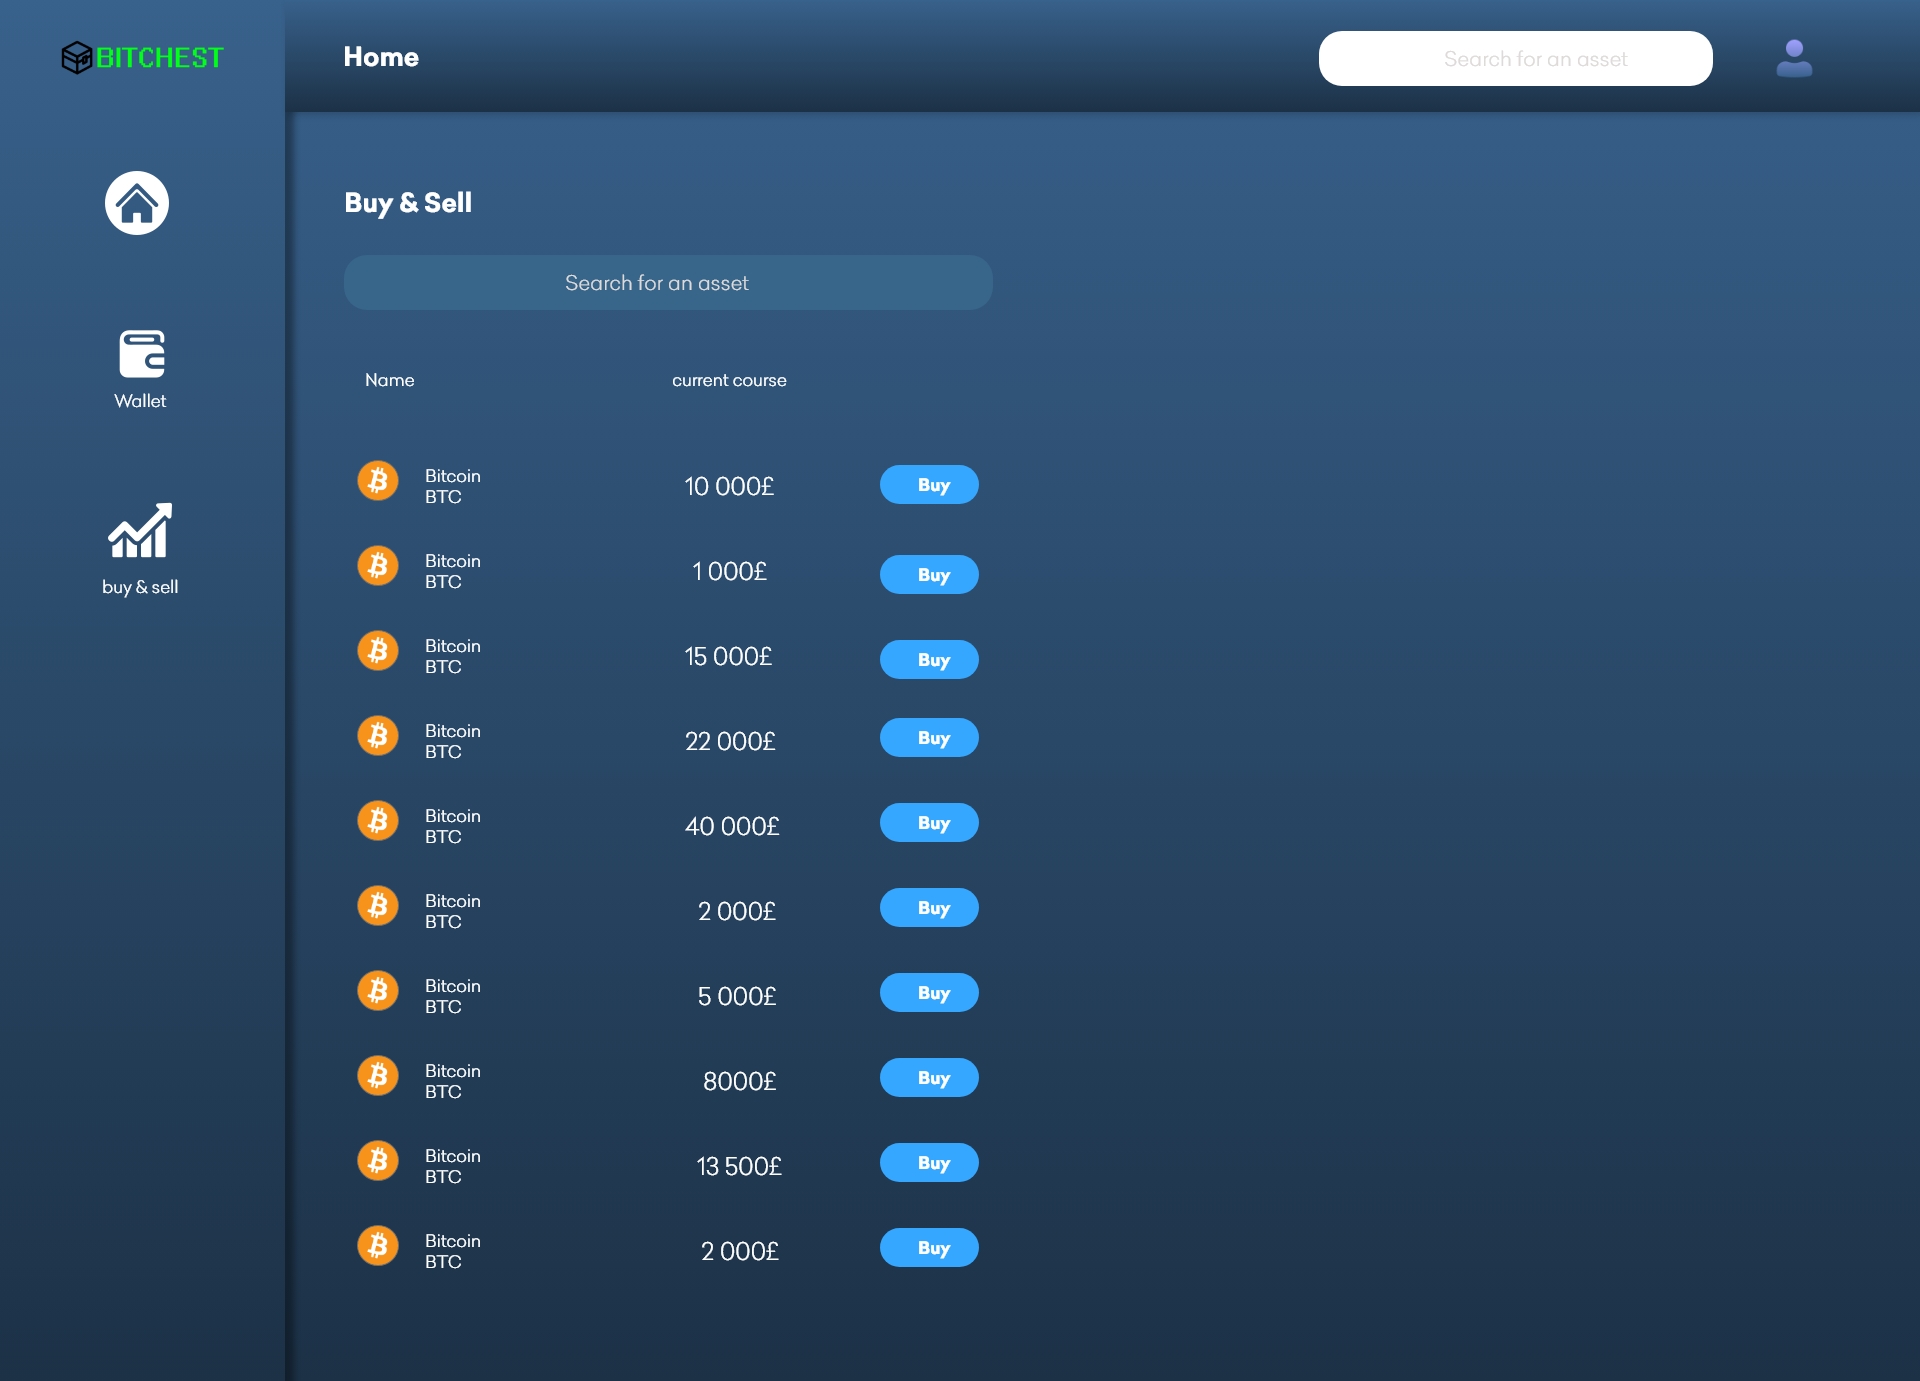 BITCHEST
Home
Search for an asset
Buy & Sell
Search for an asset
Name current course
Wallet
buy & sell
Bitcoin
BTC
10 000£
Buy
Bitcoin
BTC
1 000£
Buy
Bitcoin
BTC
15 000£
Buy
Bitcoin
BTC
22 000£
Buy
Bitcoin
BTC
40 000£
Buy
Bitcoin
BTC
2 000£
Buy
Bitcoin
BTC
5 000£
Buy
Bitcoin
BTC
8000£
Buy
Bitcoin
BTC
13 500£
Buy
Bitcoin
BTC
2 000£
Buy